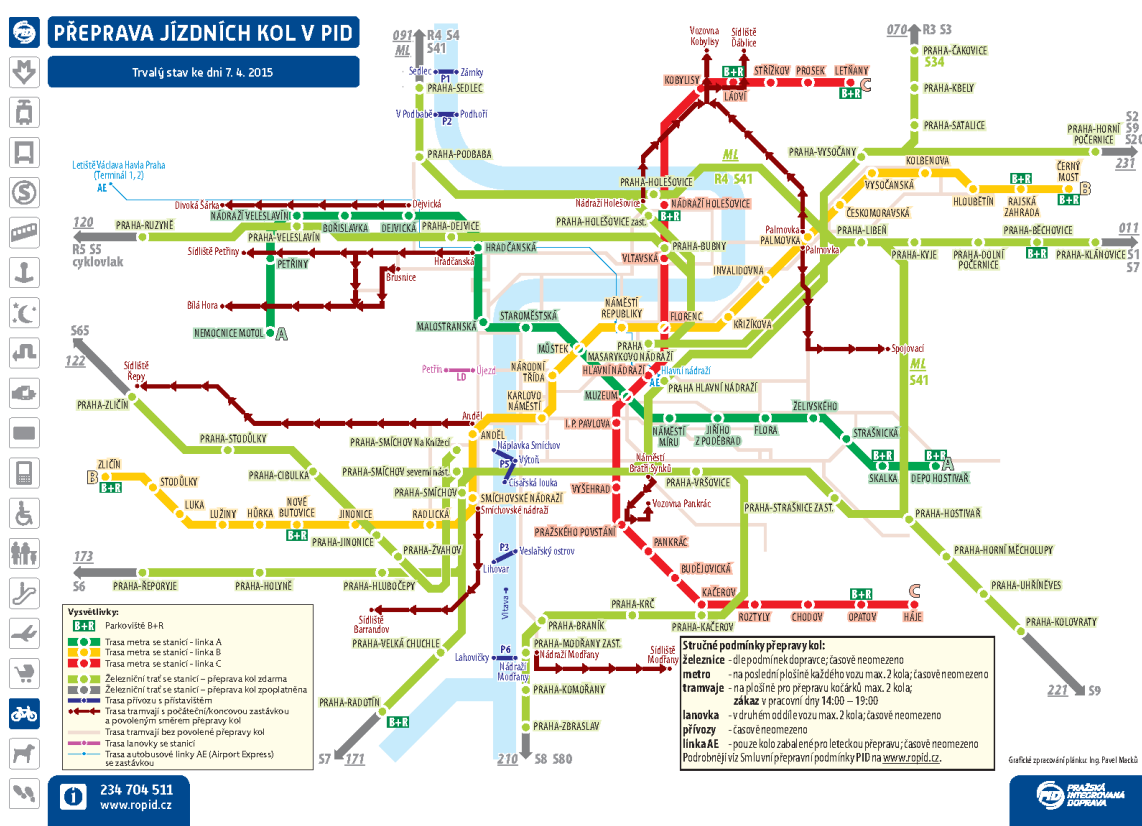 PŘEPRAVA JÍZDNÍCH KOL V PID
Trvalý stav ke dni 7. 4. 2015
091
ML
R4 S4
S41
Sedlec
Zámky
P1
PRAHA-SEDLEC
V Podbabě
Podhoří
P2
PRAHA-PODBABA
Vozovna
Kobylisy
Sídliště
Ďáblice
KOBYLISY
B+R
LÁDVÍ
STŘÍŽKOV
PROSEK
LETŇANY
C
B+R
070
R3 S3
PRAHA-ČAKOVICE
S34
PRAHA-KBELY
PRAHA-SATALICE
PRAHA-VYSOČANY
PRAHA-HORNÍ
POČERNICE
S2
S9
S20
231
Letiště Václava Havla Praha
(Terminál 1, 2)
AE
Divoká Šárka
Dejvická
NÁDRAŽÍ VELESLAVÍN
BOŘISLAVKA
DEJVICKÁ
PRAHA-DEJVICE
120
R5 S5
cyklovlak
PRAHA-RUZYNĚ
PRAHA-VELESLAVÍN
PETŘINY
Sídliště Petřiny
Hradčanská
HRADČANSKÁ
Brusnice
Bílá Hora
NEMOCNICE MOTOL
A
MALOSTRANSKÁ
STAROMĚSTSKÁ
ML
R4 S41
PRAHA-HOLEŠOVICE
Nádraží Holešovice
NÁDRAŽÍ HOLEŠOVICE
B+R
PRAHA-HOLEŠOVICE zast.
PRAHA-BUBNY
VLTAVSKÁ
VYSOČANSKÁ
KOLBENOVA
HLOUBĚTÍN
B+R
RAJSKÁ
ZAHRADA
ČERNÝ
MOST
B
B+R
ČESKOMORAVSKÁ
Palmovka
PALMOVKA
Palmovka
PRAHA-LIBEŇ
PRAHA-KYJE
PRAHA-DOLNÍ
POČERNICE
PRAHA-BĚCHOVICE
B+R
PRAHA-KLÁNOVICE
011
S1
S7
INVALIDOVNA
KŘIŽÍKOVA
NÁMĚSTÍ
REPUBLIKY
FLORENC
MŮSTEK
PRAHA
MASARYKOVO NÁDRAŽÍ
HLAVNÍ NÁDRAŽÍ
Hlavní nádraží
AE
PRAHA HLAVNÍ NÁDRAŽÍ
MUZEUM
Spojovací
ML
S41
S65
122
Sídliště
Řepy
PRAHA-ZLIČÍN
Petřín
Újezd
LD
NÁRODNÍ
TŘÍDA
KARLOVO
NÁMĚSTÍ
Anděl
ANDĚL
I. P. PAVLOVA
NÁMĚSTÍ
MÍRU
JIŘÍHO
Z PODĚBRAD
FLORA
ŽELIVSKÉHO
STRAŠNICKÁ
B+R
SKALKA
B+R
A
DEPO HOSTIVAŘ
PRAHA-STODŮLKY
PRAHA-CIBULKA
PRAHA-SMÍCHOV Na Knížecí
PRAHA-SMÍCHOV severní nást.
PRAHA-SMÍCHOV
Náplavka Smíchov
Výtoň
P5
Císařská louka
Náměstí
Bratří Synků
PRAHA-VRŠOVICE
Vozovna Pankrác
VYŠEHRAD
PRAŽSKÉHO POVSTÁNÍ
PRAHA-STRAŠNICE ZAST.
PRAHA-HOSTIVAŘ
ZLIČÍN
B
B+R
STODŮLKY
LUKA
LUŽINY
HŮRKA
NOVÉ
BUTOVICE
B+R
JINONICE
RADLICKÁ
SMÍCHOVSKÉ NÁDRAŽÍ
Smíchovské nádraží
PRAHA-JINONICE
PRAHA-ŽVAHOV
P3
Veslařský ostrov
Lihovar
Vltava
PANKRÁC
BUDĚJOVICKÁ
KAČEROV
PRAHA-HORNÍ MĚCHOLUPY
PRAHA-UHŘÍNĚVES
PRAHA-KOLOVRATY
221
S9
173
S6
PRAHA-ŘEPORYJE
PRAHA-HOLYNĚ
PRAHA-HLUBOČEPY
Sídliště
Barrandov
PRAHA-VELKÁ CHUCHLE
PRAHA-RADOTÍN
B+R
S7
171
Lahovičky
P6
Nádraží
Modřany
PRAHA-BRANÍK
PRAHA-KRČ
PRAHA-KAČEROV
ROZTYLY
CHODOV
B+R
OPATOV
C
HÁJE
PRAHA-MODŘANY ZAST.
Nádraží Modřany
Sídliště
Modřany
PRAHA-KOMOŘANY
PRAHA-ZBRASLAV
210
S8 S80
Vysvětlivky:
B+R Parkoviště B+R
Trasa metra se stanicí - linka A
Trasa metra se stanicí - linka B
Trasa metra se stanicí - linka C
Železniční trať se stanicí – přeprava kol zdarma
Železniční trať se stanicí – přeprava kol zpoplatněna
Trasa přívozu s přístavištěm
Trasa tramvají s počáteční/koncovou zastávkou
a povoleným směrem přepravy kol
Trasa tramvají bez povolené přepravy kol
Trasa lanovky se stanicí
Trasa autobusové linky AE (Airport Express)
se zastávkou
Stručné podmínky přepravy kol:
železnice - dle podmínek dopravce; časově neomezeno
metro - na poslední plošině každého vozu max. 2 kola; časově neomezeno
tramvaje - na plošině pro přepravu kočárků max. 2 kola;
zákaz v pracovní dny 14:00 – 19:00
lanovka - v druhém oddíle vozu max. 2 kola; časově neomezeno
přívozy - časově neomezeno
linka AE - pouze kolo zabalené pro leteckou přepravu; časově neomezeno
Podrobněji viz Smluvní přepravní podmínky PID na www.ropid.cz.
Grafické zpracování plánku: Ing. Pavel Macků
234 704 511
www.ropid.cz
PID
PRAŽSKÁ
INTEGROVANÁ
DOPRAVA